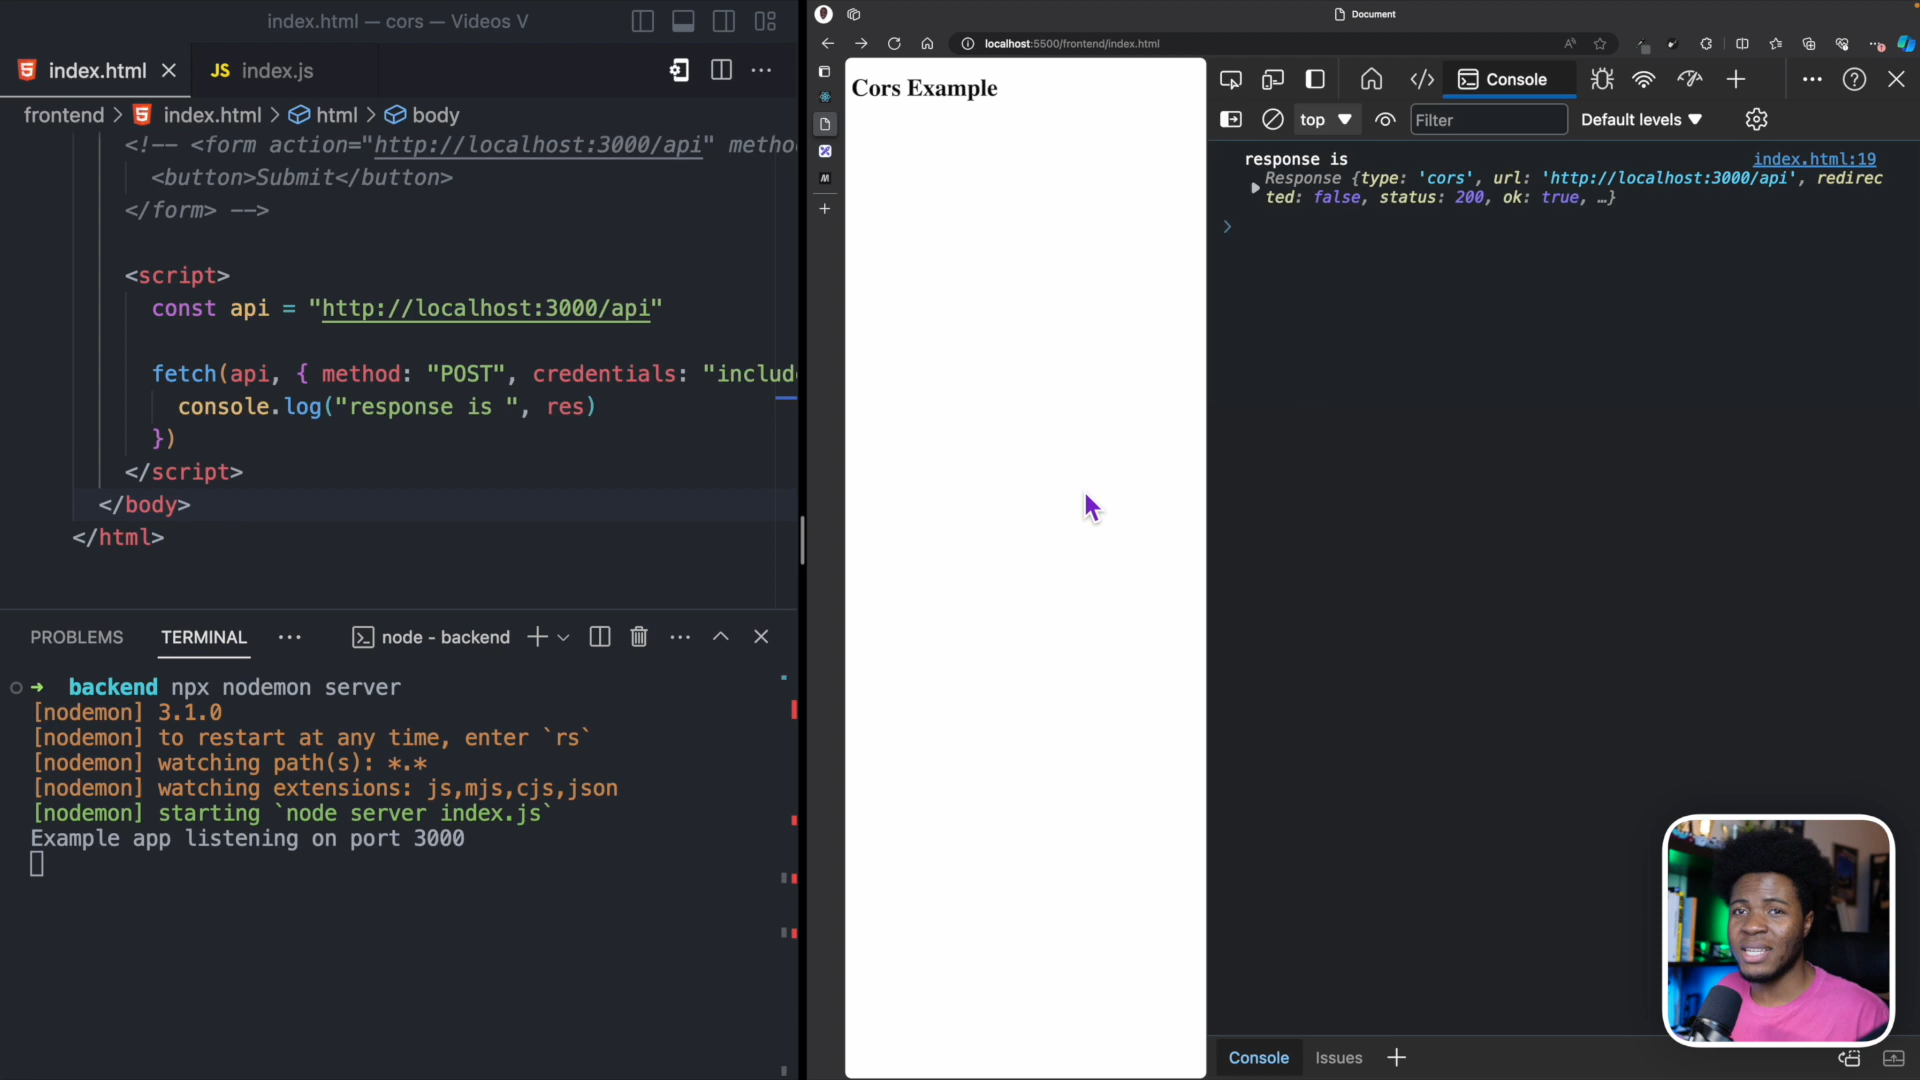 index.html — cors — Videos V
index.html
JS index.js
frontend > index.html > html > body
<!-- <form action="http://localhost:3000/api" metho
<button>Submit</button>
</form> -->
<script>
const api = "http://localhost:3000/api"
fetch(api, { method: "POST", credentials: "includ
console.log("response is ", res)
})
</script>
</body>
</html>
PROBLEMS
TERMINAL
node - backend
backend npx nodemon server
[nodemon] 3.1.0
[nodemon] to restart at any time, enter `rs`
[nodemon] watching path(s): *.*
[nodemon] watching extensions: js,mjs,cjs,json
[nodemon] starting `node server index.js`
Example app listening on port 3000
Document
localhost:5500/frontend/index.html
Cors Example
Console
top
Filter
Default levels
response is
index.html:19
Response {type: 'cors', url: 'http://localhost:3000/api', redirec
ted: false, status: 200, ok: true, …}
Console
Issues